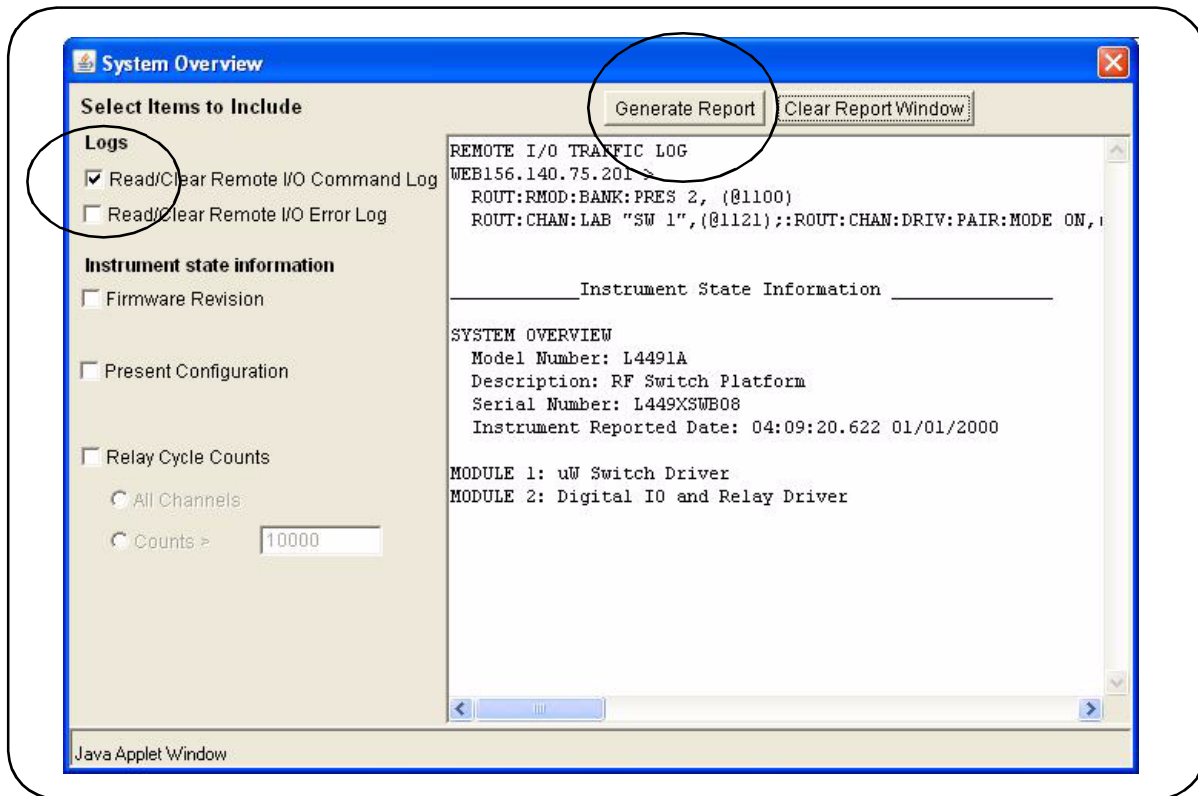 System Overview
Select Items to Include
Generate Report
Clear Report Window
Logs
Read/Clear Remote I/O Command Log
Read/Clear Remote I/O Error Log
Instrument state information
Firmware Revision
Present Configuration
Relay Cycle Counts
All Channels
Counts > 10000
REMOTE I/O TRAFFIC LOG
WEB156.140.75.201 >
ROUT:RMOD:BANK:PRES 2, (@1100)
ROUT:CHAN:LAB "SW 1",(@1121);:ROUT:CHAN:DRIV:PAIR:MODE ON,
Instrument State Information
SYSTEM OVERVIEW
Model Number: L4491A
Description: RF Switch Platform
Serial Number: L449XSWB08
Instrument Reported Date: 04:09:20.622 01/01/2000
MODULE 1: uW Switch Driver
MODULE 2: Digital IO and Relay Driver
Java Applet Window